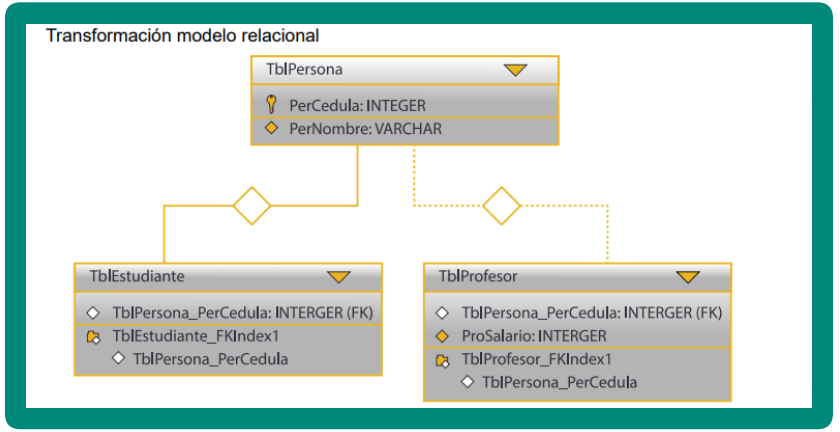 Transformación modelo relacional
TblPersona
PerCedula: INTEGER
PerNombre: VARCHAR
TblEstudiante
TblPersona_PerCedula: INTERGER (FK)
TblEstudiante_FKIndex1
TblPersona_PerCedula
TblProfesor
TblPersona_PerCedula: INTERGER (FK)
ProSalario: INTERGER
TblProfesor_FKIndex1
TblPersona_PerCedula